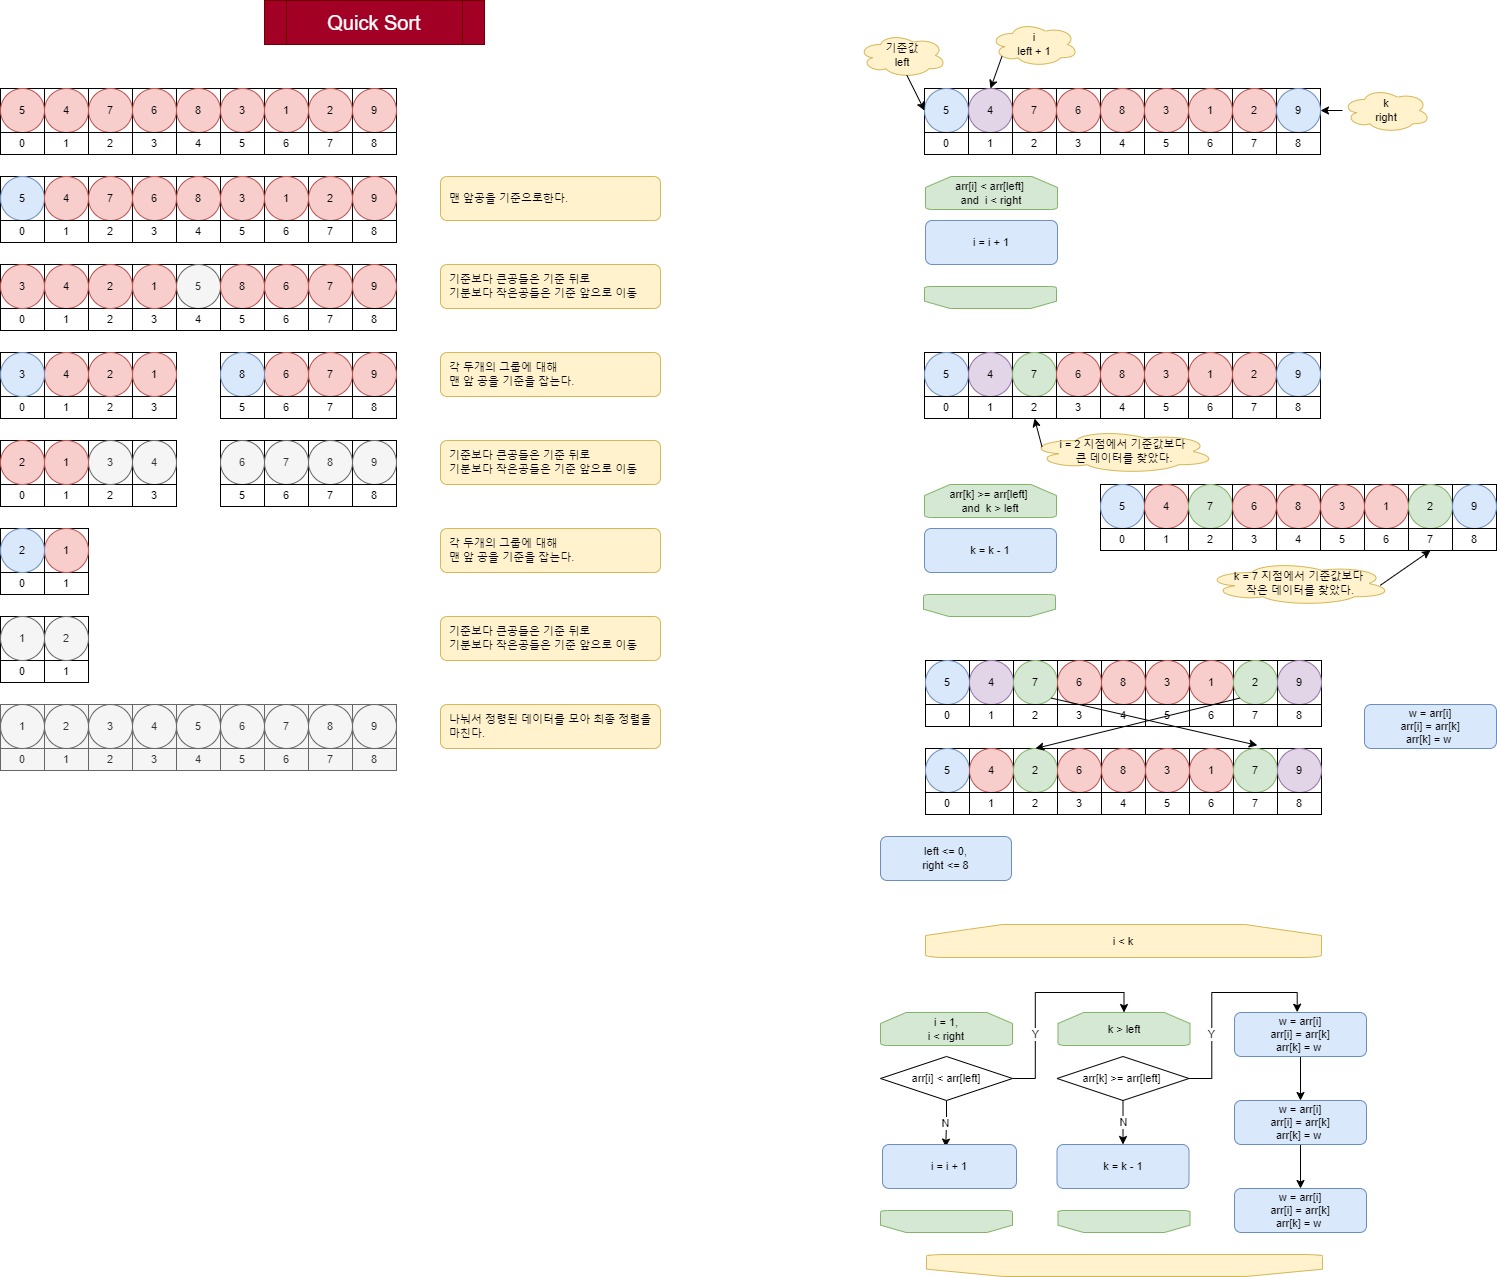 Quick Sort
5 4 7 6 8 3 1 2 9
0 1 2 3 4 5 6 7 8
5 4 7 6 8 3 1 2 9
0 1 2 3 4 5 6 7 8
맨 앞공을 기준으로한다.
3 4 2 1 5 8 6 7 9
0 1 2 3 4 5 6 7 8
기준보다 큰공들은 기준 뒤로
기분보다 작은공들은 기준 앞으로 이동
3 4 2 1 8 6 7 9
0 1 2 3 5 6 7 8
각 두개의 그룹에 대해
맨 앞 공을 기준을 잡는다.
2 1 3 4 6 7 8 9
0 1 2 3 5 6 7 8
기준보다 큰공들은 기준 뒤로
기분보다 작은공들은 기준 앞으로 이동
2 1
0 1
각 두개의 그룹에 대해
맨 앞 공을 기준을 잡는다.
1 2
0 1
기준보다 큰공들은 기준 뒤로
기분보다 작은공들은 기준 앞으로 이동
1 2 3 4 5 6 7 8 9
0 1 2 3 4 5 6 7 8
나눠서 정령된 데이터를 모아 최종 정렬을
마친다.
기준값
left
i
left + 1
k
right
5 4 7 6 8 3 1 2 9
0 1 2 3 4 5 6 7 8
arr[i] < arr[left]
and i < right
i = i + 1
5 4 7 6 8 3 1 2 9
0 1 2 3 4 5 6 7 8
i = 2 지점에서 기준값보다
큰 데이터를 찾았다.
arr[k] >= arr[left]
and k > left
k = k - 1
5 4 7 6 8 3 1 2 9
0 1 2 3 4 5 6 7 8
k = 7 지점에서 기준값보다
작은 데이터를 찾았다.
5 4 7 6 8 3 1 2 9
0 1 2 3 4 5 6 7 8
w = arr[i]
arr[i] = arr[k]
arr[k] = w
5 4 2 6 8 3 1 7 9
0 1 2 3 4 5 6 7 8
left <= 0,
right <= 8
i < k
i = 1,
i < right
arr[i] < arr[left]
Y
N
i = i + 1
k > left
arr[k] >= arr[left]
Y
N
k = k - 1
w = arr[i]
arr[i] = arr[k]
arr[k] = w
w = arr[i]
arr[i] = arr[k]
arr[k] = w
w = arr[i]
arr[i] = arr[k]
arr[k] = w